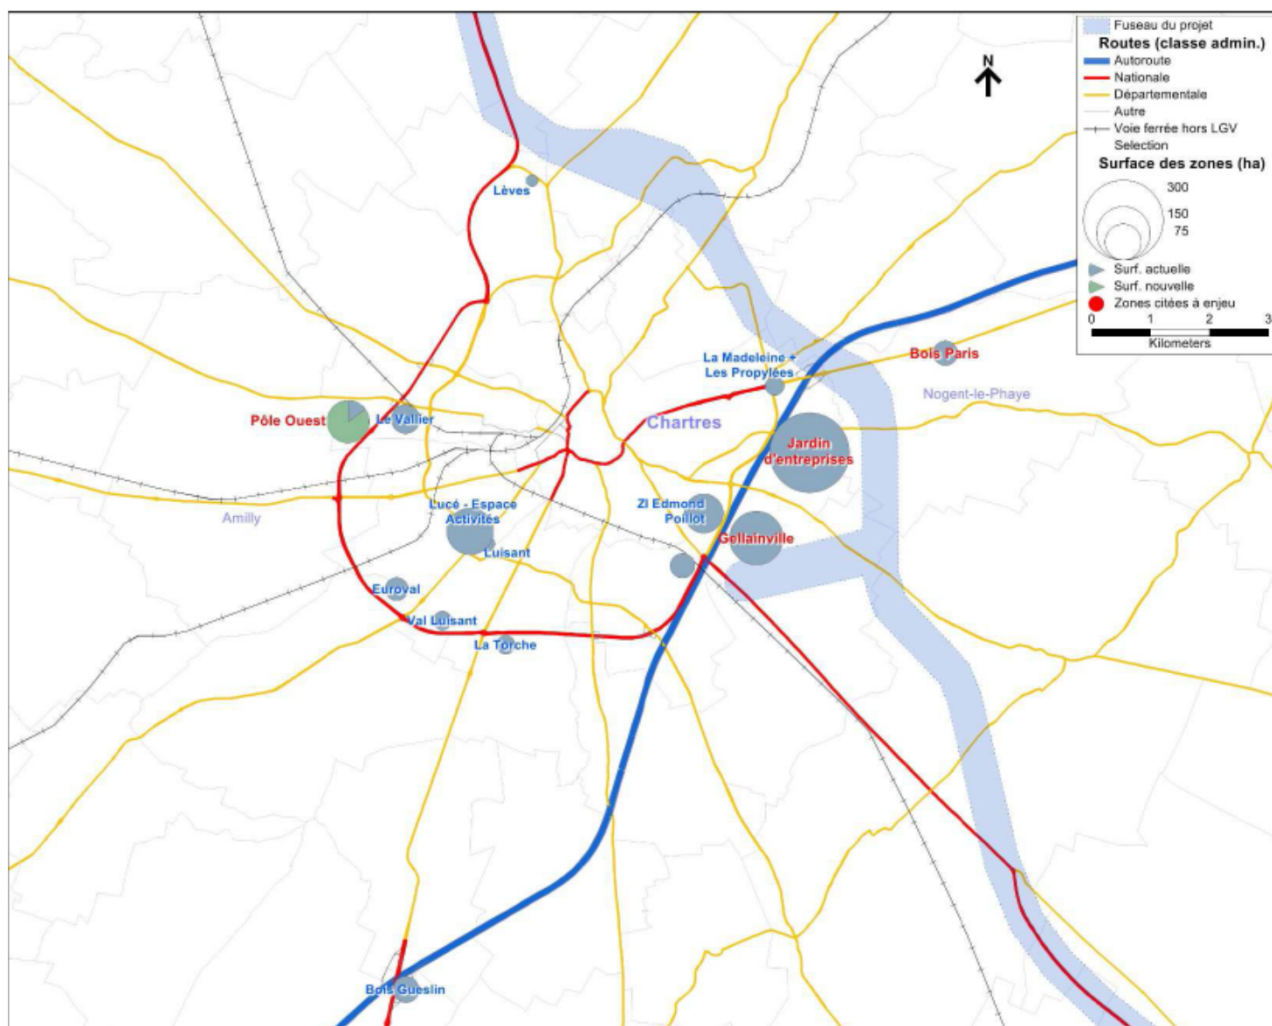 Fuseau du projet
Routes (classe admin.)
Autoroute
Nationale
Départementale
Autre
Voie ferrée hors LGV
Selection
Surface des zones (ha)
300
150
75
Surf. actuelle
Surf. nouvelle
Zones citées à enjeu
0 1 2 3
Kilometers
N
Lèves
La Madeleine +
Les Propylées
Bois Paris
Nogent-le-Phaye
Pôle Ouest
Le Vallier
Chartres
Jardin
d'entreprises
Lucé - Espace
Activités
ZI Edmond
Poillot
Amilly
Gellainville
Luisant
Euroval
Val Luisant
La Torche
Bois Gueslin